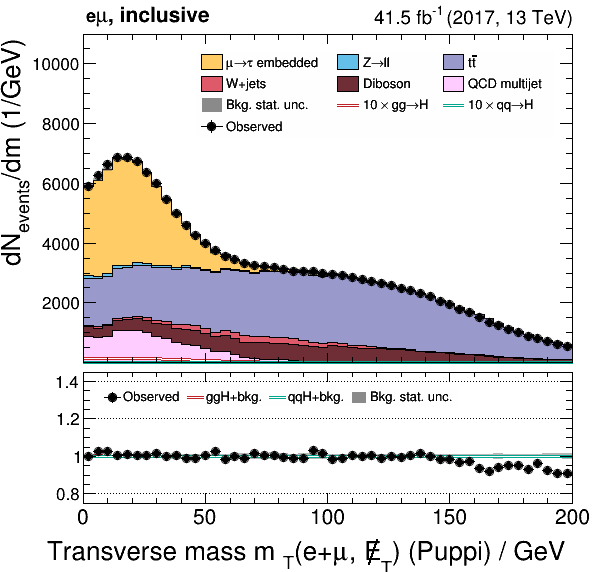 eμ, inclusive 41.5 fb⁻¹ (2017, 13 TeV)
dN_events/dm (1/GeV)
10000
8000
6000
4000
2000
μ→τ embedded Z→ll tt̄
W+jets Diboson QCD multijet
Bkg. stat. unc. 10 × gg→H 10 × qq→H
Observed
1.4
1.2
1
0.8
Observed ggH+bkg. qqH+bkg. Bkg. stat. unc.
0 50 100 150 200
Transverse mass m_T(e+μ, E̸_T) (Puppi) / GeV